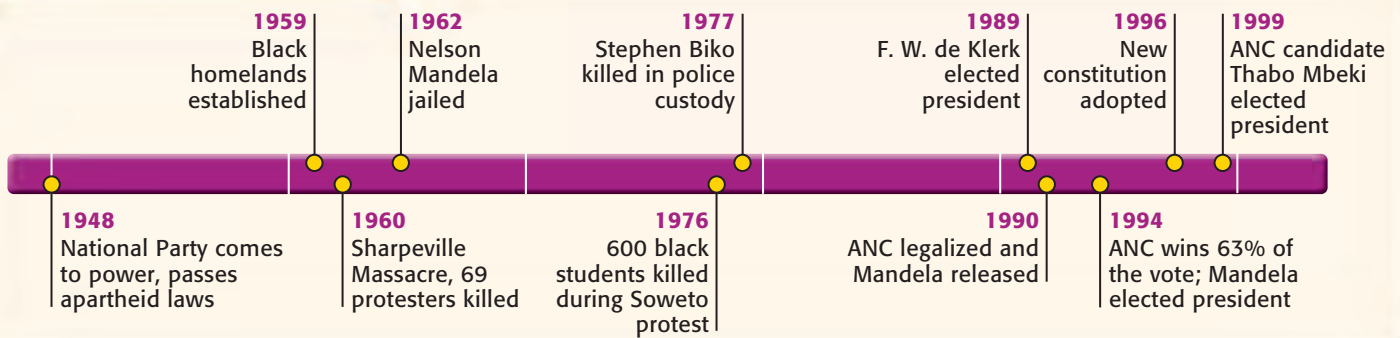 1959
Black
homelands
established
1962
Nelson
Mandela
jailed
1977
Stephen Biko
killed in police
custody
1989
F. W. de Klerk
elected
president
1996
New
constitution
adopted
1999
ANC candidate
Thabo Mbeki
elected
president
1948
National Party comes
to power, passes
apartheid laws
1960
Sharpeville
Massacre, 69
protesters killed
1976
600 black
students killed
during Soweto
protest
1990
ANC legalized and
Mandela released
1994
ANC wins 63% of
the vote; Mandela
elected president